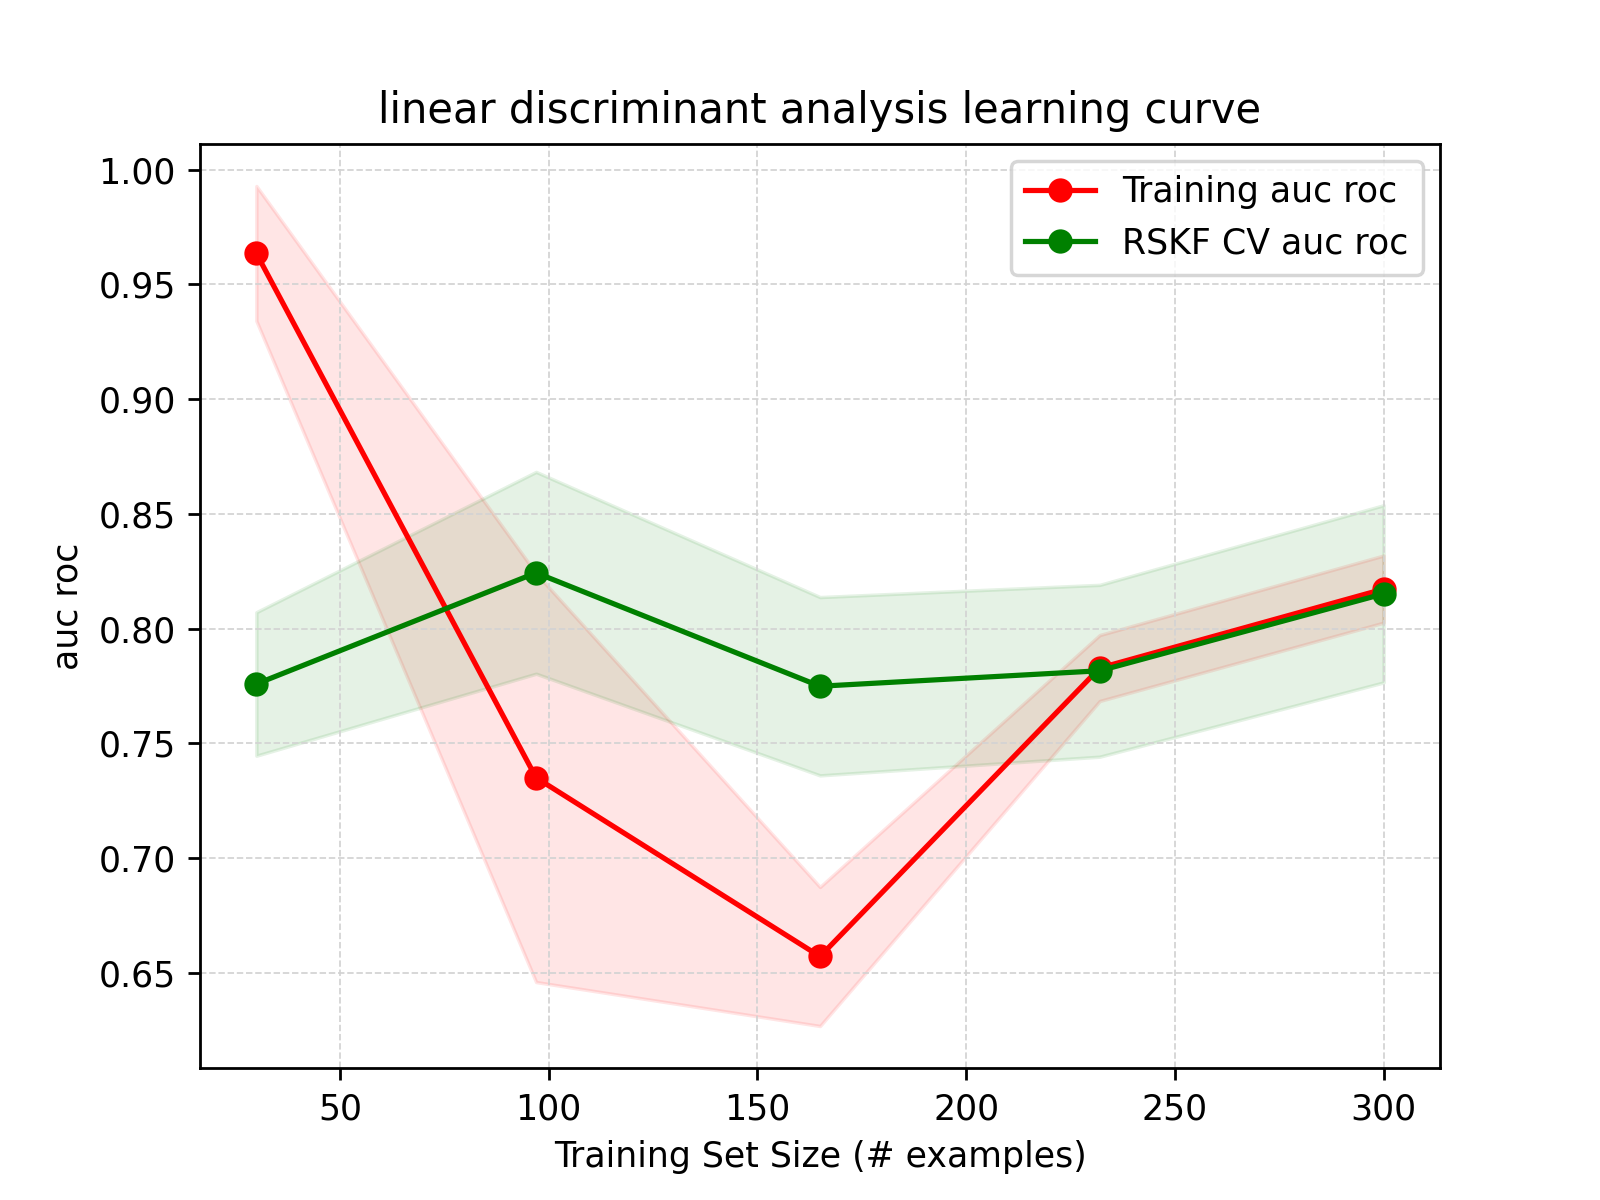 linear discriminant analysis learning curve
Training auc roc
RSKF CV auc roc
1.00
0.95
0.90
0.85
0.80
0.75
0.70
0.65
auc roc
50
100
150
200
250
300
Training Set Size (# examples)